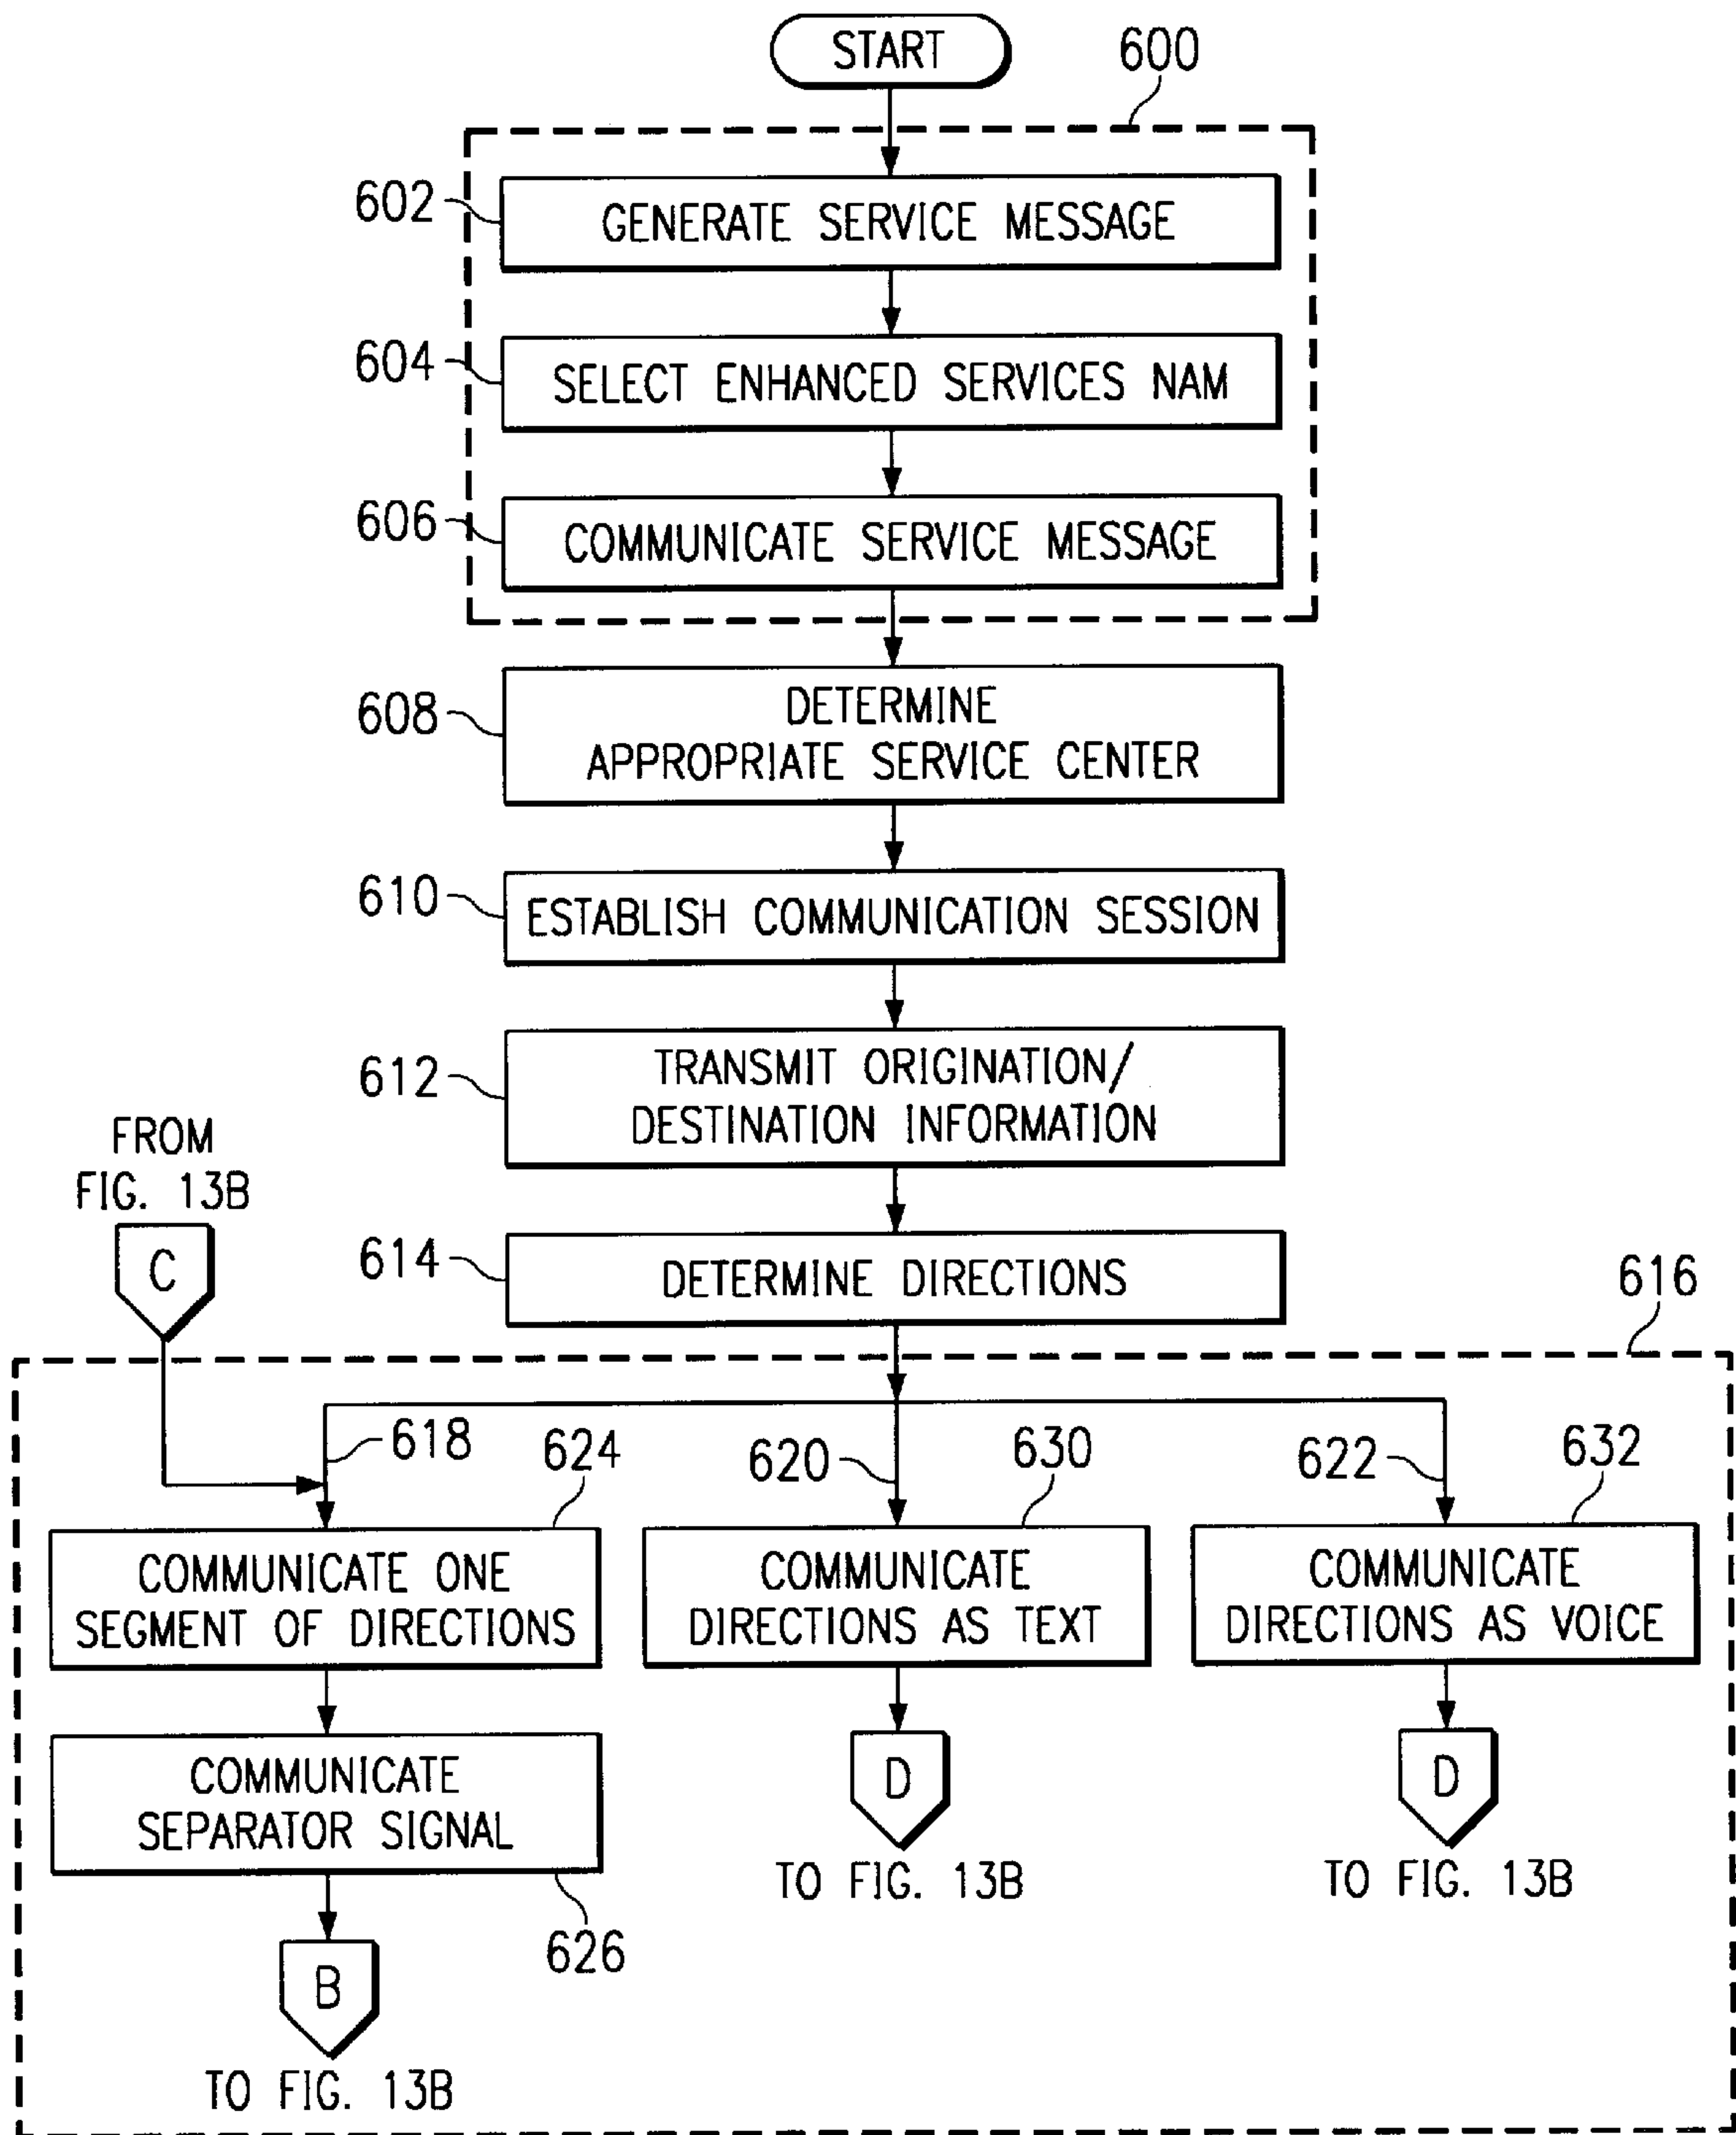 START
600
602
GENERATE SERVICE MESSAGE
604
SELECT ENHANCED SERVICES NAM
606
COMMUNICATE SERVICE MESSAGE
608
DETERMINE
APPROPRIATE SERVICE CENTER
610
ESTABLISH COMMUNICATION SESSION
612
TRANSMIT ORIGINATION/
DESTINATION INFORMATION
FROM
FIG. 13B
C
614
DETERMINE DIRECTIONS
616
618
624
620
630
622
632
COMMUNICATE ONE
SEGMENT OF DIRECTIONS
COMMUNICATE
DIRECTIONS AS TEXT
COMMUNICATE
DIRECTIONS AS VOICE
COMMUNICATE
SEPARATOR SIGNAL
626
D
TO FIG. 13B
D
TO FIG. 13B
B
TO FIG. 13B